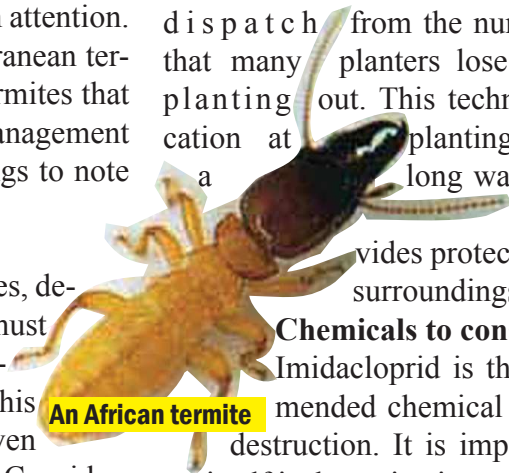 attention.
ranean ter-
rmites that
anagement
gs to note
es, de-
nust
-
his
ven
An African termite
dispatch from the nur
that many planters lose
planting out. This techn
cation at planting
a long wa
vides protec
surroundings
Chemicals to con
Imidacloprid is th
mended chemical
destruction. It is imp